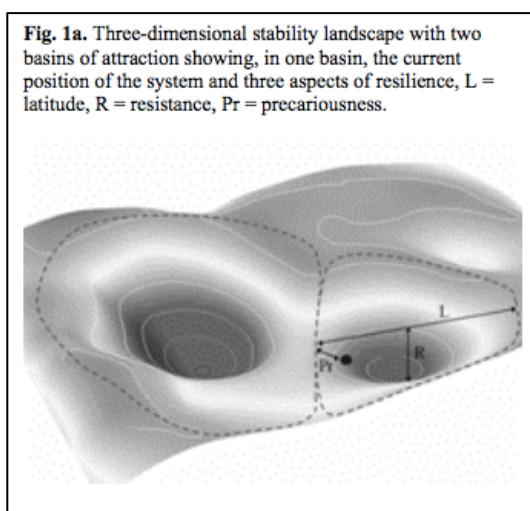 Fig. 1a. Three-dimensional stability landscape with two
basins of attraction showing, in one basin, the current
position of the system and three aspects of resilience, L =
latitude, R = resistance, Pr = precariousness.
L
R
Pr